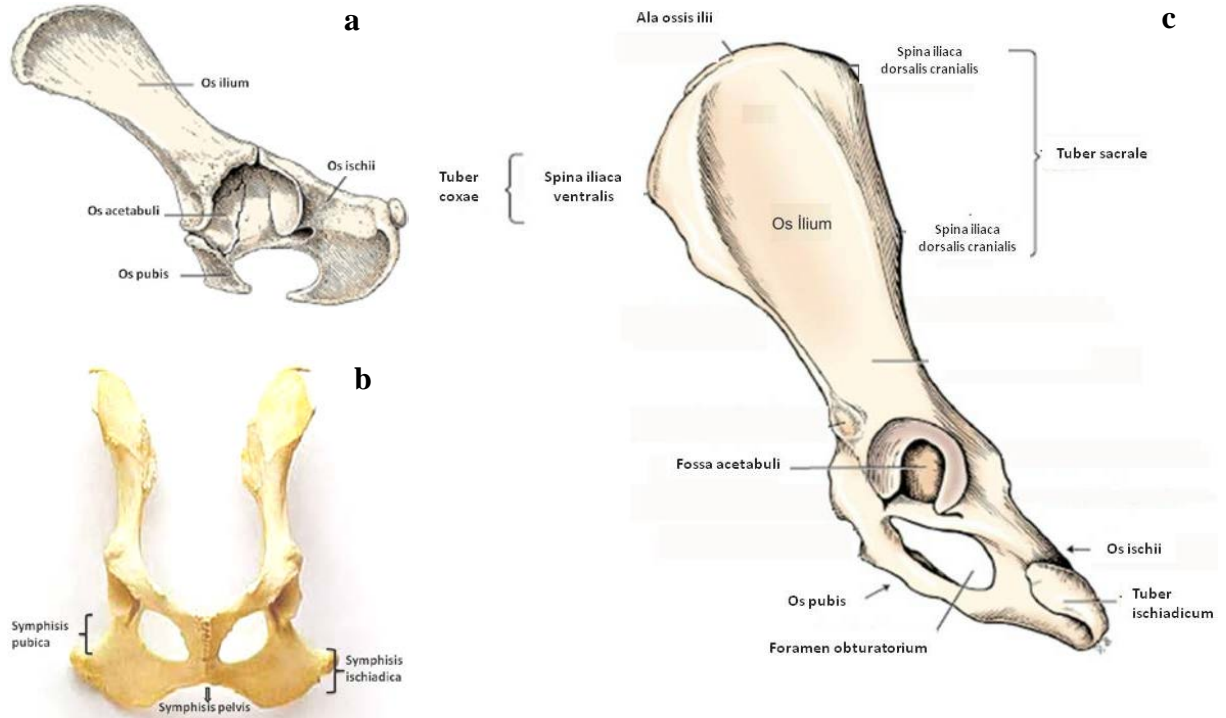 a
Os ilium
Os ischii
Os acetabuli
Os pubis
b
Symphisis
pubica
Symphisis
ischiadica
Symphisis pelvis
c
Ala ossis ilii
Spina iliaca
dorsalis cranialis
Tuber sacrale
Tuber
coxae
Spina iliaca
ventralis
Os İlium
Spina iliaca
dorsalis cranialis
Fossa acetabuli
Os ischii
Os pubis
Tuber
ischiadicum
Foramen obturatorium